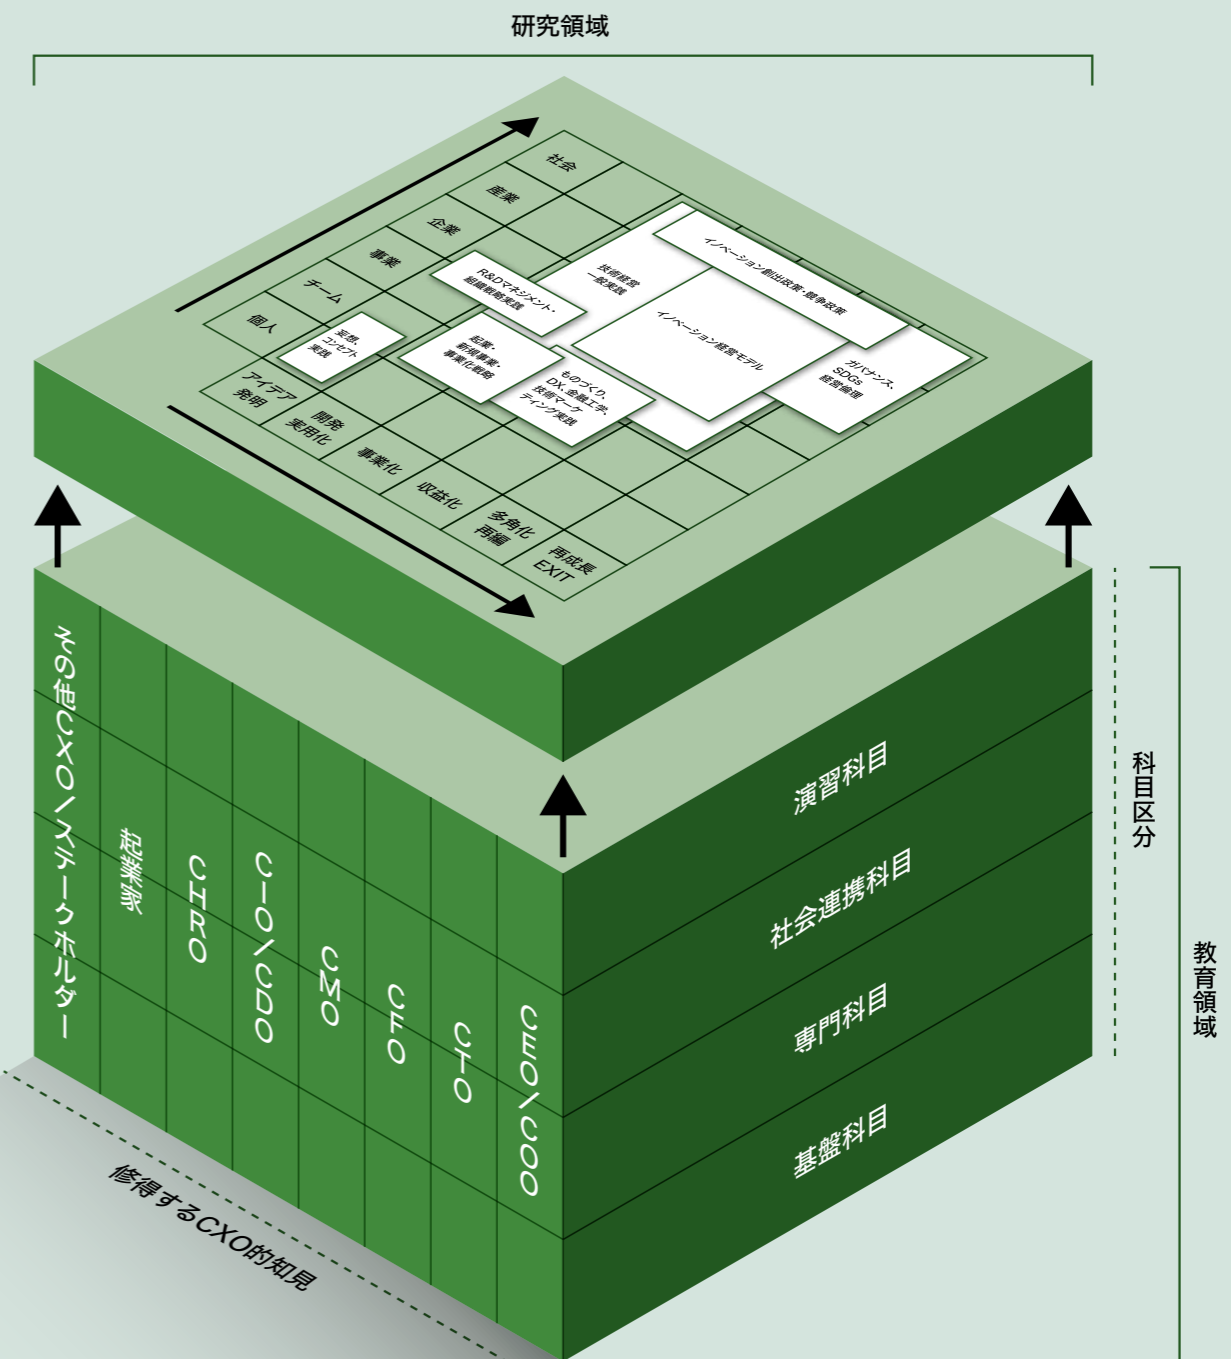 研究領域
社会
産業
企業
事業
チーム
個人
アイデア
発明
開発
実用化
事業化
収益化
多角化
再編
再成長
EXIT
イノベーション創出政策・競争政策
技術経営
一般実践
R&Dマネジメント・
組織戦略実践
イノベーション経営モデル
妄想、
コンセプト
実践
起業・
新規事業・
事業化戦略
ものづくり、
DX、金融工学、
技術マーケ
ティング実践
ガバナンス、
SDGs
経営倫理
その他CXO/ステークホルダー
起業家
CHRO
CIO/CDO
CMO
CFO
CTO
CEO/COO
演習科目
社会連携科目
専門科目
基盤科目
科目区分
教育領域
修得するCXO的知見